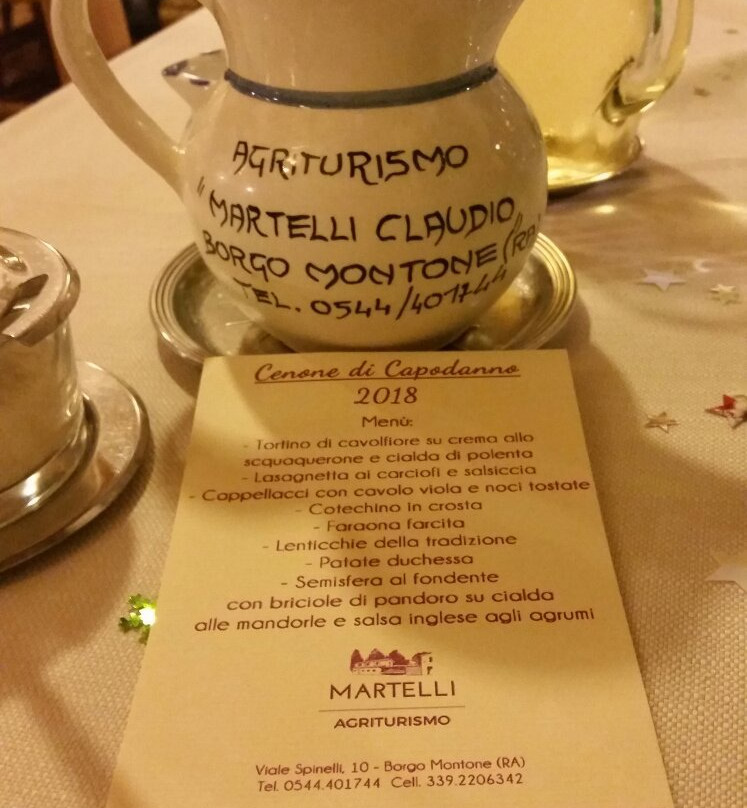 AGRITURISMO
"MARTELLI CLAUDIO"
BORGO MONTONE (RA)
TEL. 0544/401744
Cenone di Capodanno
2018
Menù:
- Tortino di cavolfiore su crema allo
scquaquerone e cialda di polenta
- Lasagnetta ai carciofi e salsiccia
- Cappellacci con cavolo viola e noci tostate
- Cotechino in crosta
- Faraona farcita
- Lenticchie della tradizione
- Patate duchessa
- Semisfera al fondente
con briciole di pandoro su cialda
alle mandorle e salsa inglese agli agrumi
MARTELLI
AGRITURISMO
Viale Spinelli, 10 - Borgo Montone (RA)
Tel. 0544.401744 Cell. 339.2206342